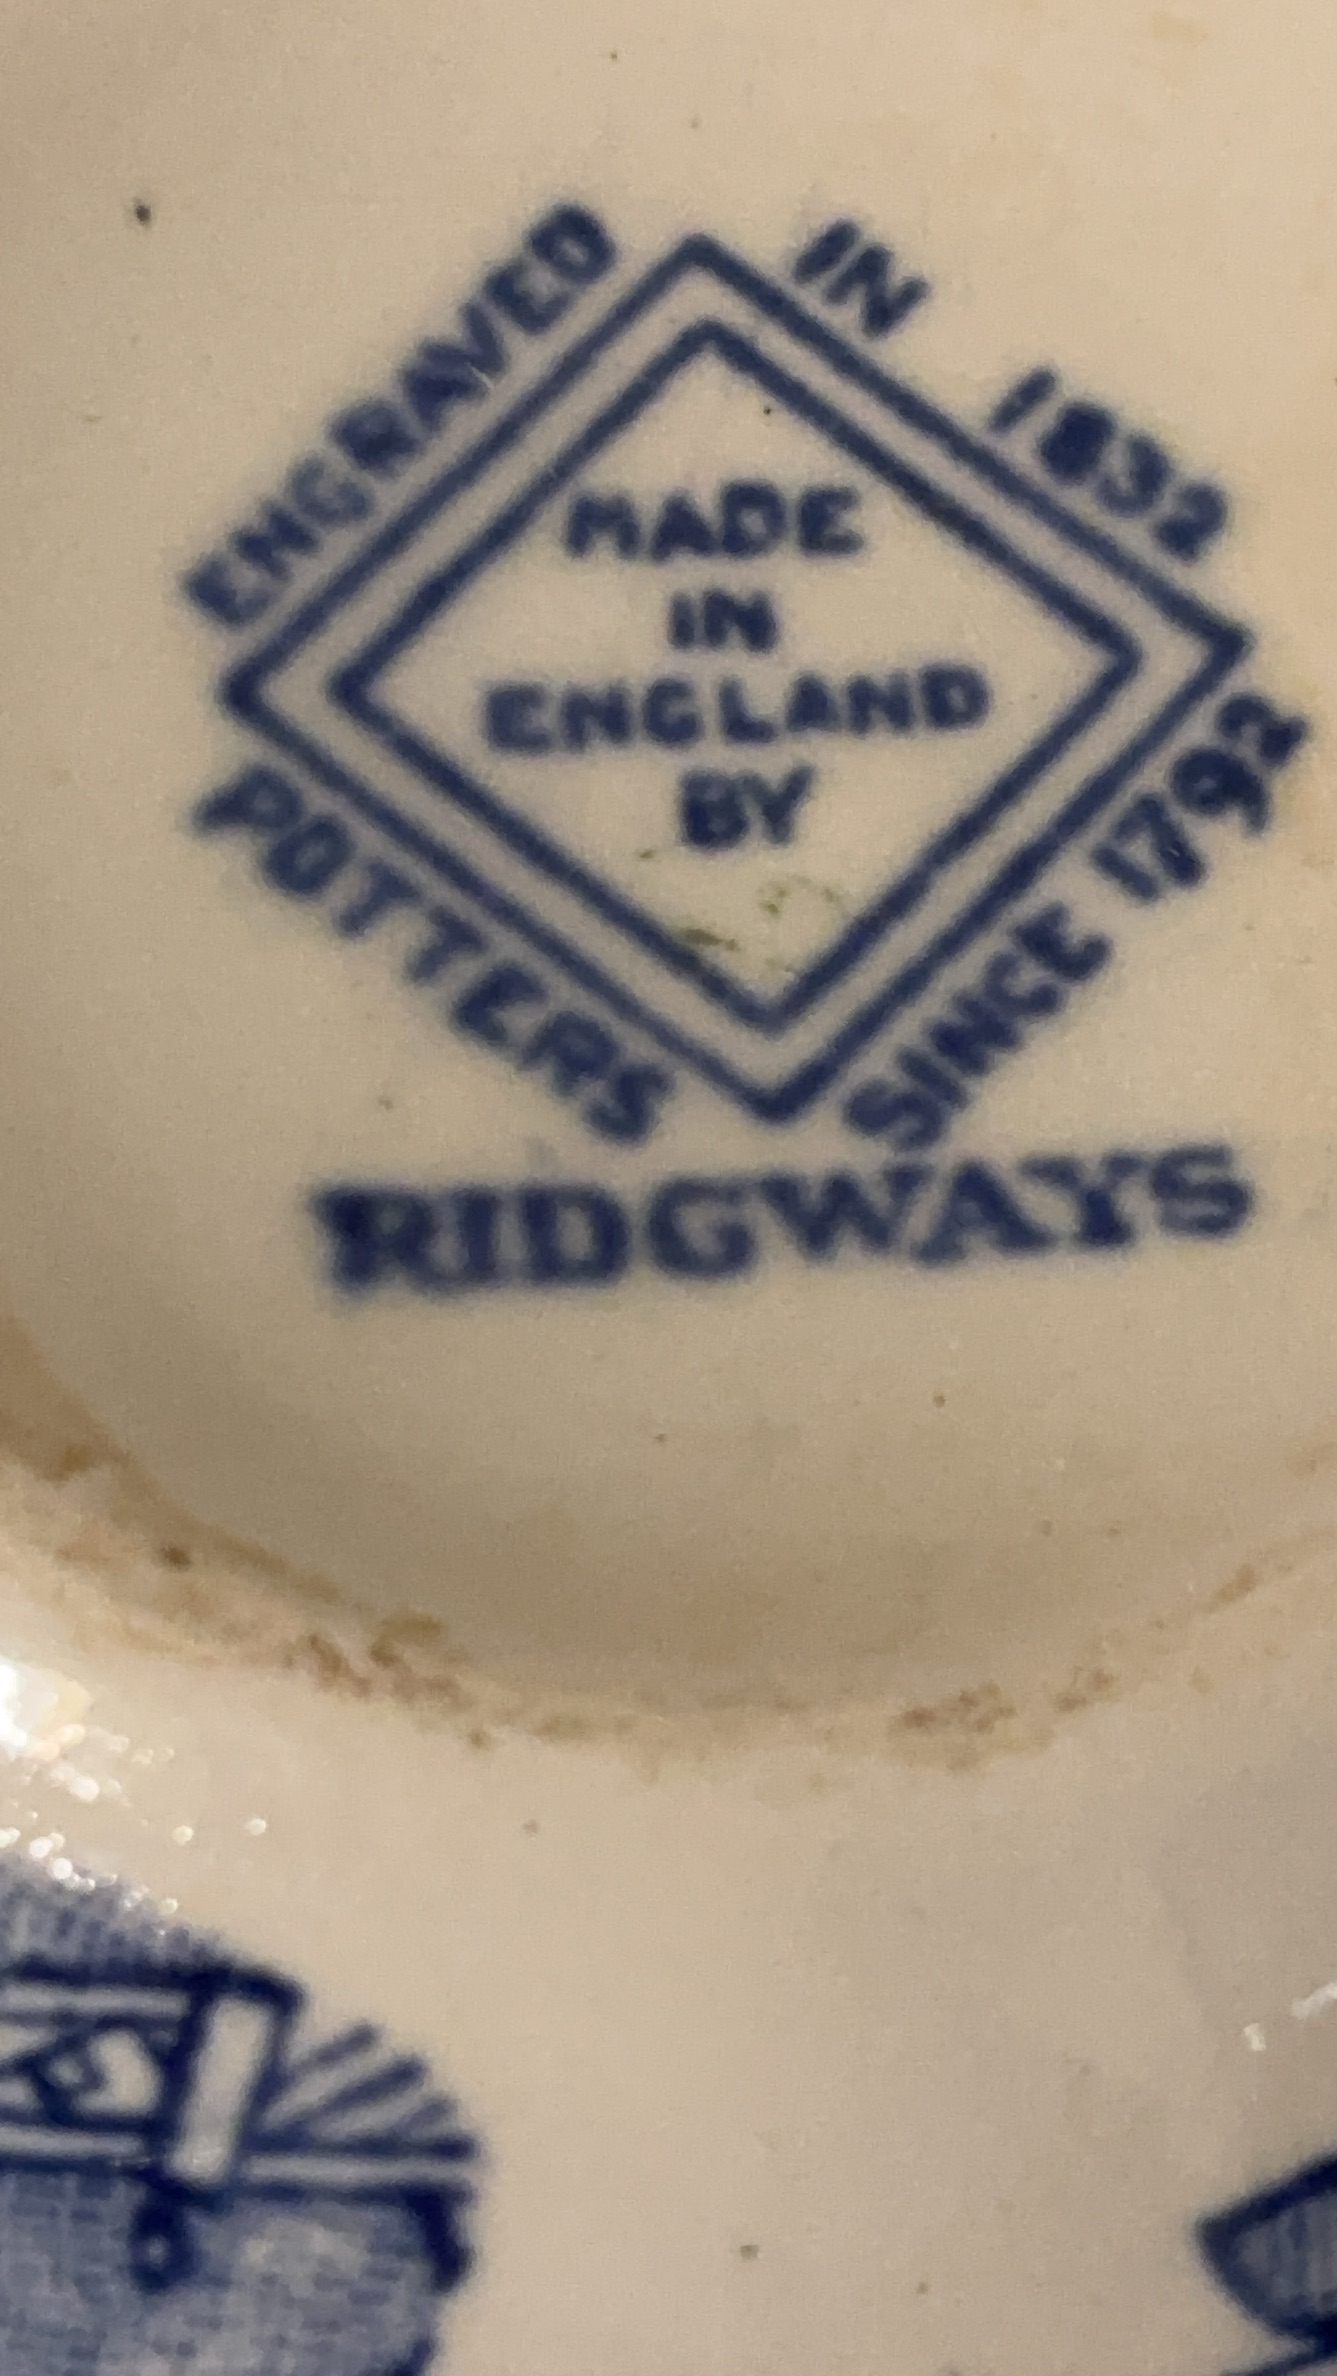 ENGRAVED IN 1832
MADE
IN
ENGLAND
BY
POTTERS SINCE 1792
RIDGWAYS